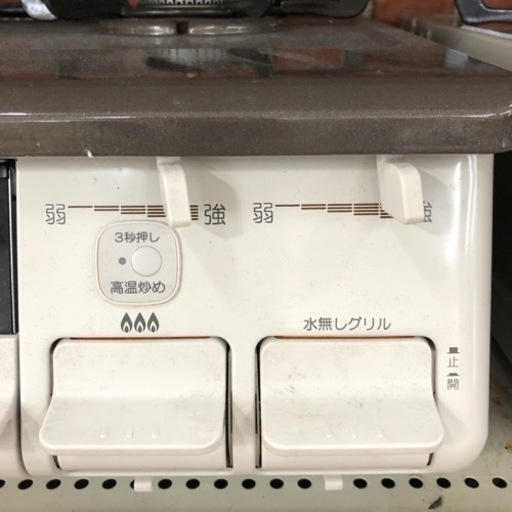 弱 強
弱 強
3秒押し
高温炒め
水無しグリル
止
開